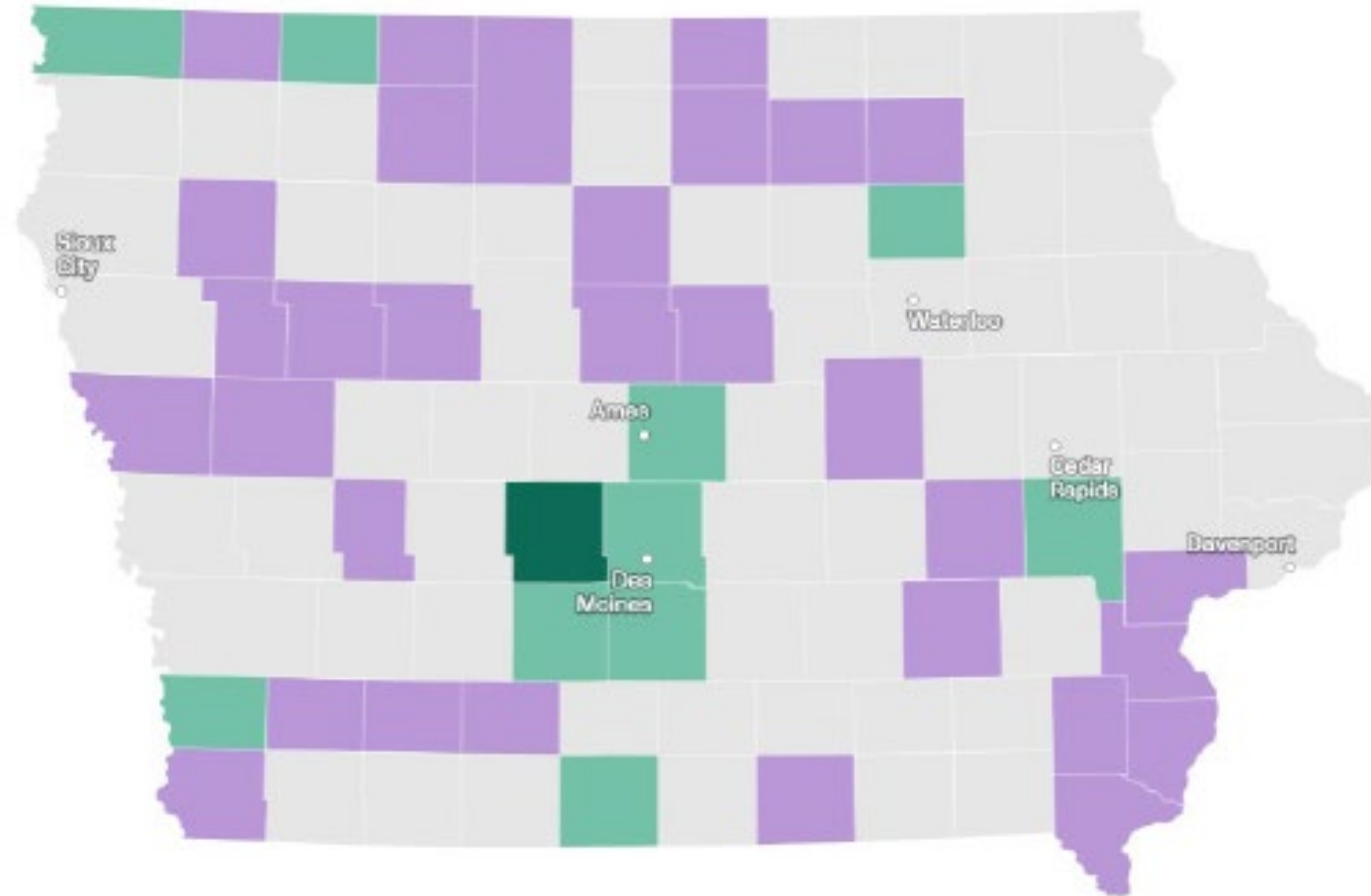 Sioux
City
Waterloo
Ames
Cedar
Rapids
Davenport
Des
Moines